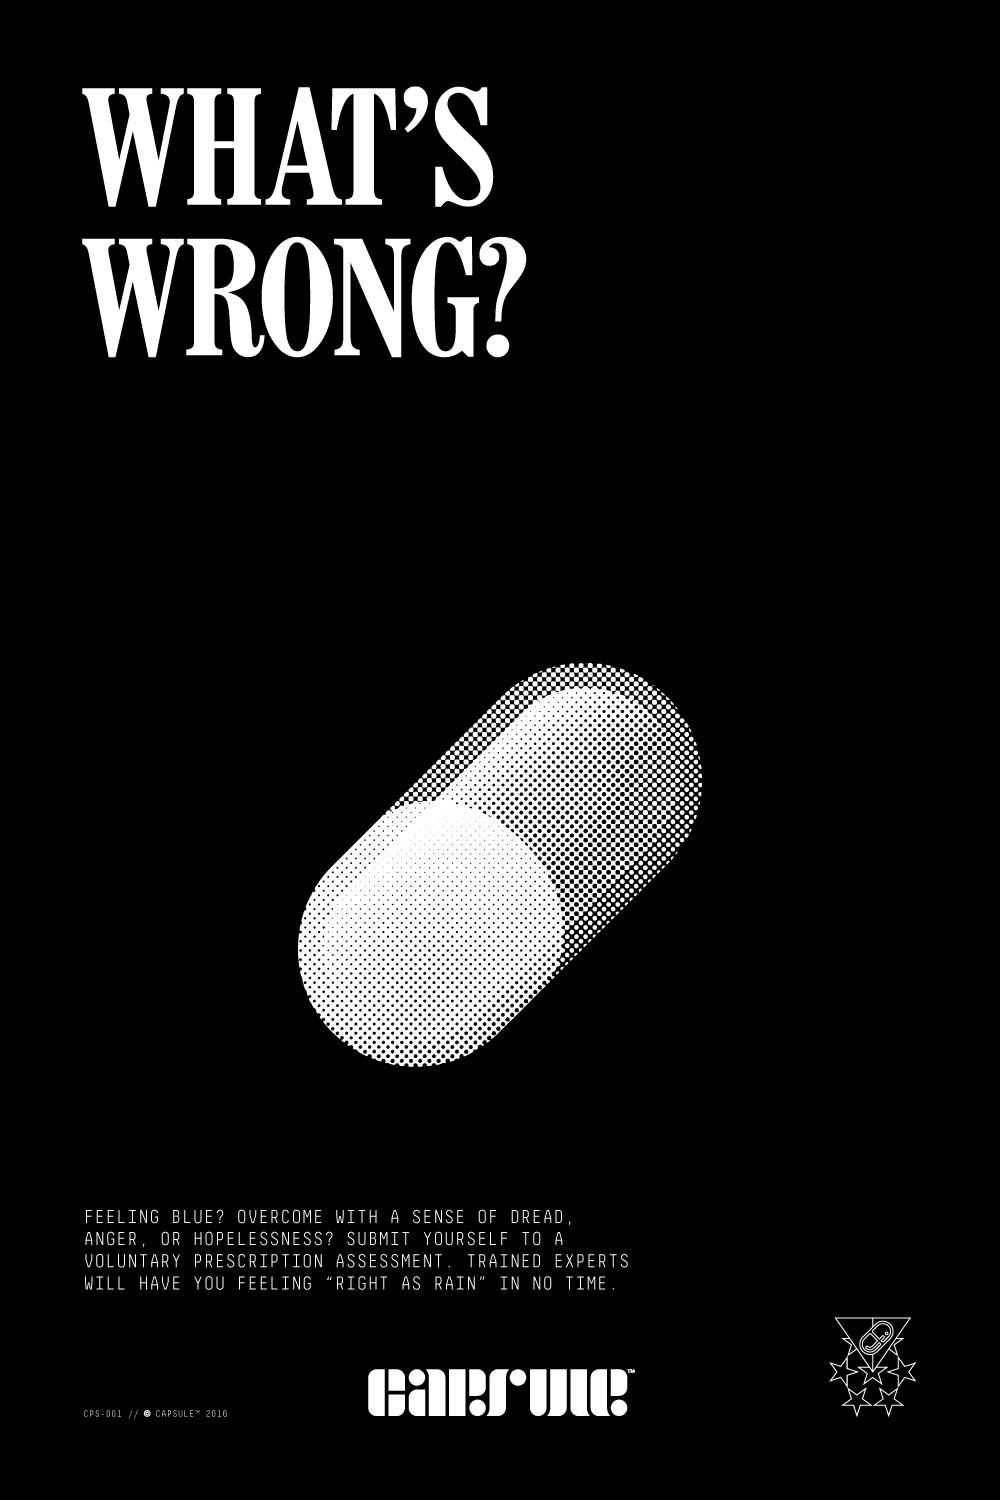 WHAT’S
WRONG?
FEELING BLUE? OVERCOME WITH A SENSE OF DREAD,
ANGER, OR HOPELESSNESS? SUBMIT YOURSELF TO A
VOLUNTARY PRESCRIPTION ASSESSMENT. TRAINED EXPERTS
WILL HAVE YOU FEELING “RIGHT AS RAIN” IN NO TIME.
CAPSULE™
CPS-001 // © CAPSULE™ 2016